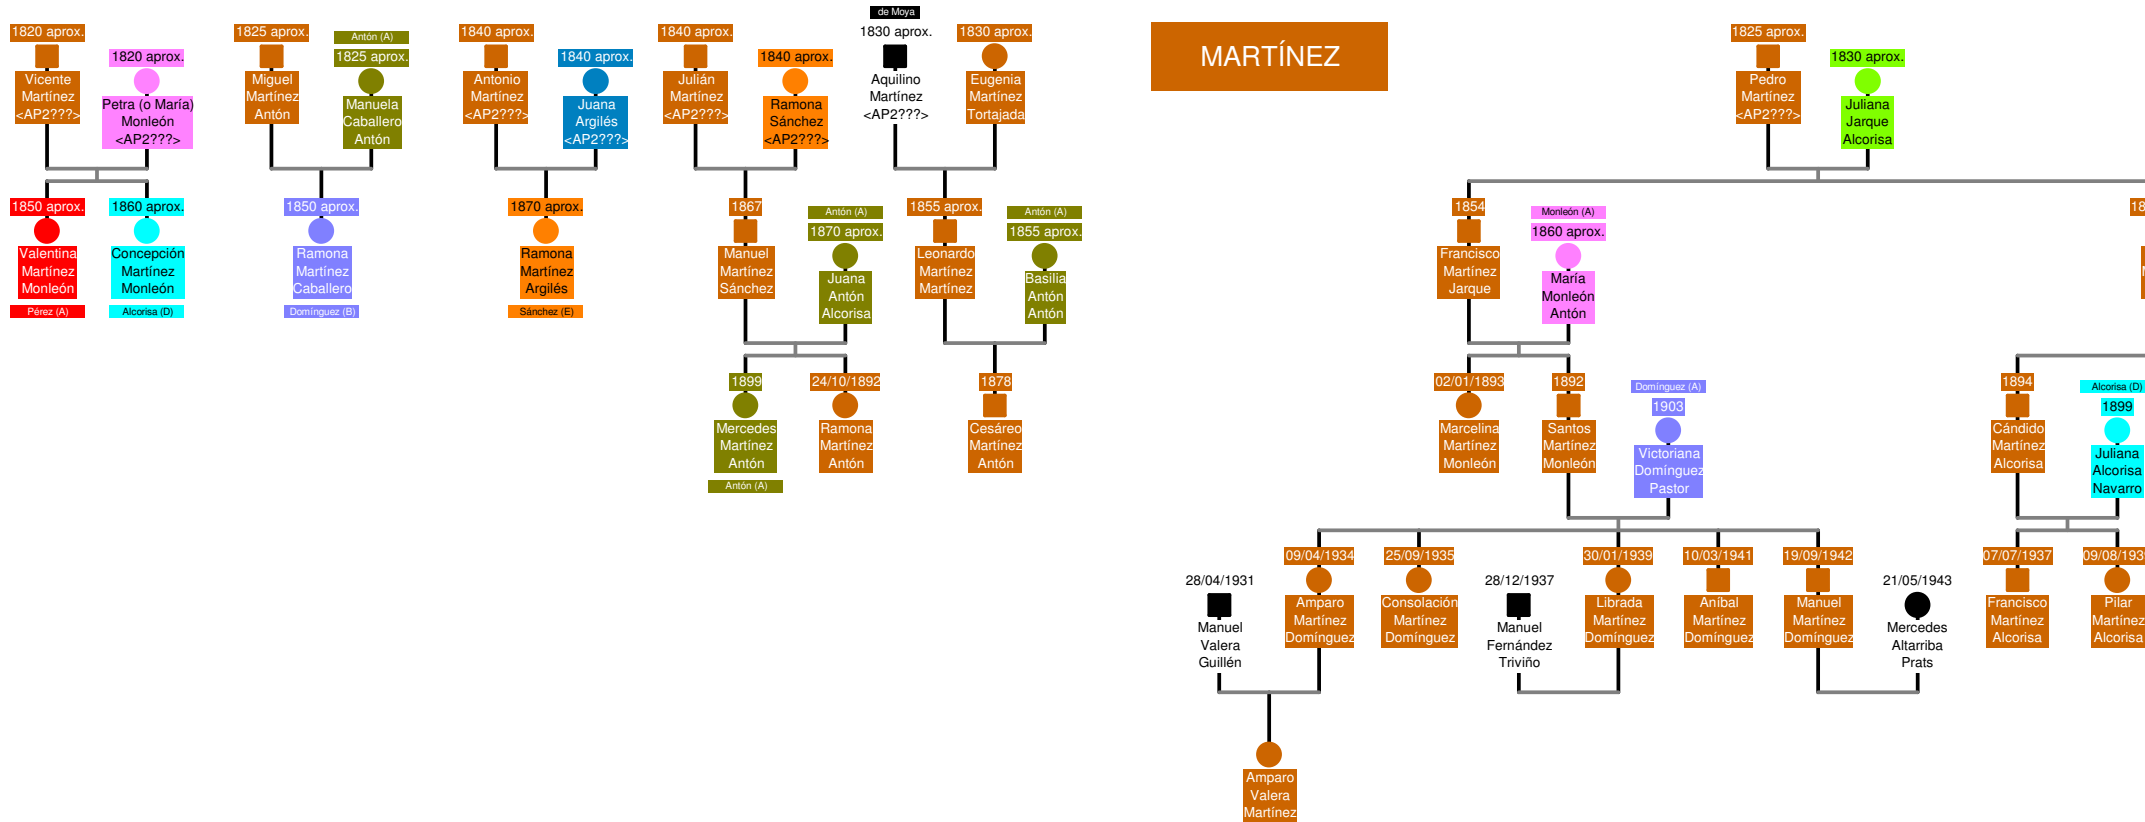 MARTÍNEZ
1820 aprox.
Vicente
Martínez
<AP2???>
1820 aprox.
Petra (o María)
Monleón
<AP2???>
1850 aprox.
Valentina
Martínez
Monleón
Pérez (A)
1860 aprox.
Concepción
Martínez
Monleón
Alcorisa (D)
1825 aprox.
Miguel
Martínez
Antón
Antón (A)
1825 aprox.
Manuela
Caballero
Antón
1850 aprox.
Ramona
Martínez
Caballero
Domínguez (B)
1840 aprox.
Antonio
Martínez
<AP2???>
1840 aprox.
Juana
Argilés
<AP2???>
1870 aprox.
Ramona
Martínez
Argilés
Sánchez (E)
1840 aprox.
Julián
Martínez
<AP2???>
1840 aprox.
Ramona
Sánchez
<AP2???>
1867
Manuel
Martínez
Sánchez
Antón (A)
1870 aprox.
Juana
Antón
Alcorisa
1899
Mercedes
Martínez
Antón
Antón (A)
24/10/1892
Ramona
Martínez
Antón
de Moya
1830 aprox.
Aquilino
Martínez
<AP2???>
1830 aprox.
Eugenia
Martínez
Tortajada
1855 aprox.
Leonardo
Martínez
Martínez
Antón (A)
1855 aprox.
Basilia
Antón
Antón
1878
Cesáreo
Martínez
Antón
1825 aprox.
Pedro
Martínez
<AP2???>
1830 aprox.
Juliana
Jarque
Alcorisa
1854
Francisco
Martínez
Jarque
Monleón (A)
1860 aprox.
María
Monleón
Antón
02/01/1893
Marcelina
Martínez
Monleón
1892
Santos
Martínez
Monleón
Domínguez (A)
1903
Victoriana
Domínguez
Pastor
1894
Cándido
Martínez
Alcorisa
Alcorisa (D)
1899
Juliana
Alcorisa
Navarro
28/04/1931
Manuel
Valera
Guillén
09/04/1934
Amparo
Martínez
Domínguez
25/09/1935
Consolación
Martínez
Domínguez
28/12/1937
Manuel
Fernández
Triviño
30/01/1939
Librada
Martínez
Domínguez
10/03/1941
Aníbal
Martínez
Domínguez
19/09/1942
Manuel
Martínez
Domínguez
21/05/1943
Mercedes
Altarriba
Prats
07/07/1937
Francisco
Martínez
Alcorisa
Pilar
Martínez
Alcorisa
Amparo
Valera
Martínez